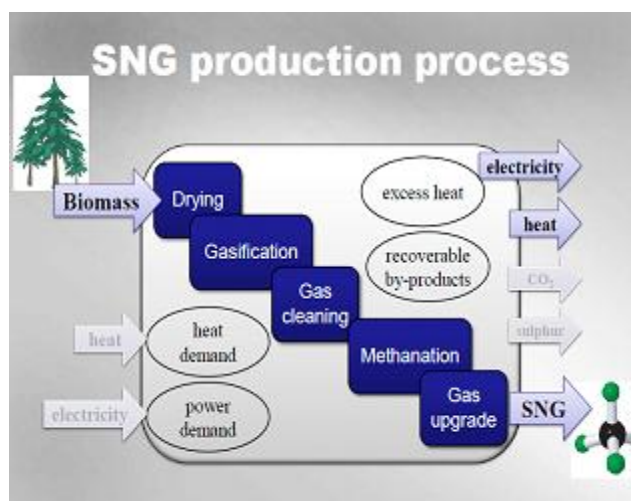 SNG production process
Biomass
Drying
Gasification
Gas
cleaning
Methanation
Gas
upgrade
excess heat
recoverable
by-products
heat
demand
power
demand
heat
electricity
electricity
heat
CO₂
sulphur
SNG